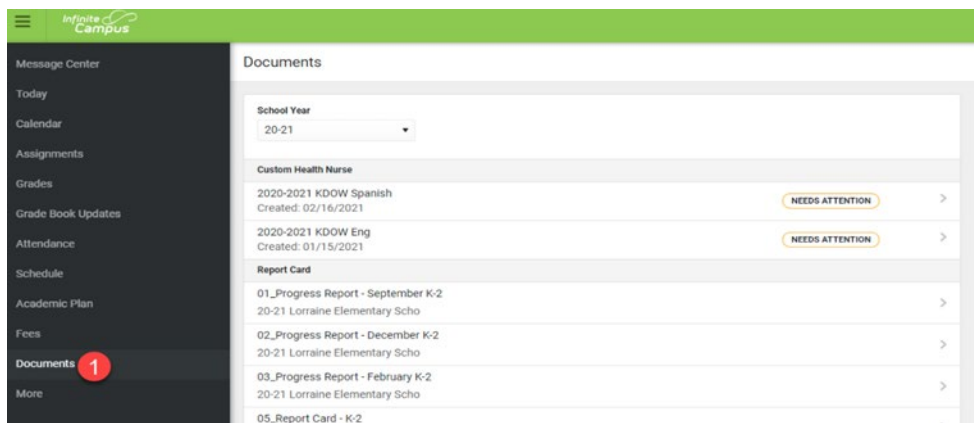 Infinite
Campus
Message Center
Today
Calendar
Assignments
Grades
Grade Book Updates
Attendance
Schedule
Academic Plan
Fees
Documents
1
More
Documents
School Year
20-21
Custom Health Nurse
2020-2021 KDOW Spanish
Created: 02/16/2021
NEEDS ATTENTION
2020-2021 KDOW Eng
Created: 01/15/2021
NEEDS ATTENTION
Report Card
01_Progress Report - September K-2
20-21 Lorraine Elementary Scho
02_Progress Report - December K-2
20-21 Lorraine Elementary Scho
03_Progress Report - February K-2
20-21 Lorraine Elementary Scho
05_Report Card - K-2